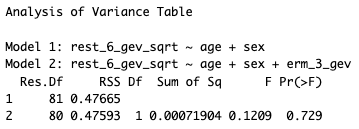 Analysis of Variance Table
Model 1: rest_6_gev_sqrt ~ age + sex
Model 2: rest_6_gev_sqrt ~ age + sex + erm_3_gev
Res.Df RSS Df Sum of Sq F Pr(>F)
1 81 0.47665
2 80 0.47593 1 0.00071904 0.1209 0.729